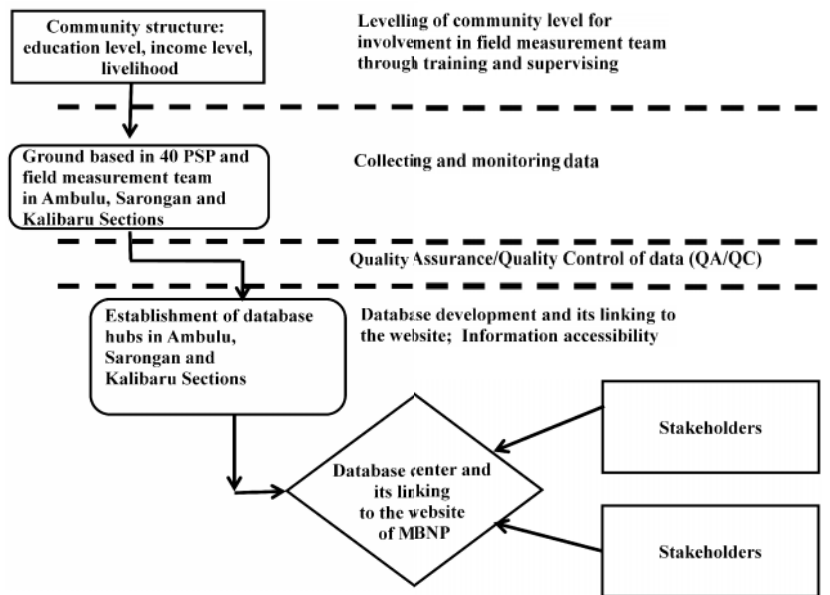 Community structure:
education level, income level,
livelihood
Levelling of community level for
involvement in field measurement team
through training and supervising
Ground based in 40 PSP and
field measurement team
in Ambulu, Sarongan and
Kalibaru Sections
Collecting and monitoring data
Quality Assurance/Quality Control of data (QA/QC)
Establishment of database
hubs in Ambulu,
Sarongan and
Kalibaru Sections
Database development and its linking to
the website; Information accessibility
Database center and
its linking
to the website
of MBNP
Stakeholders
Stakeholders